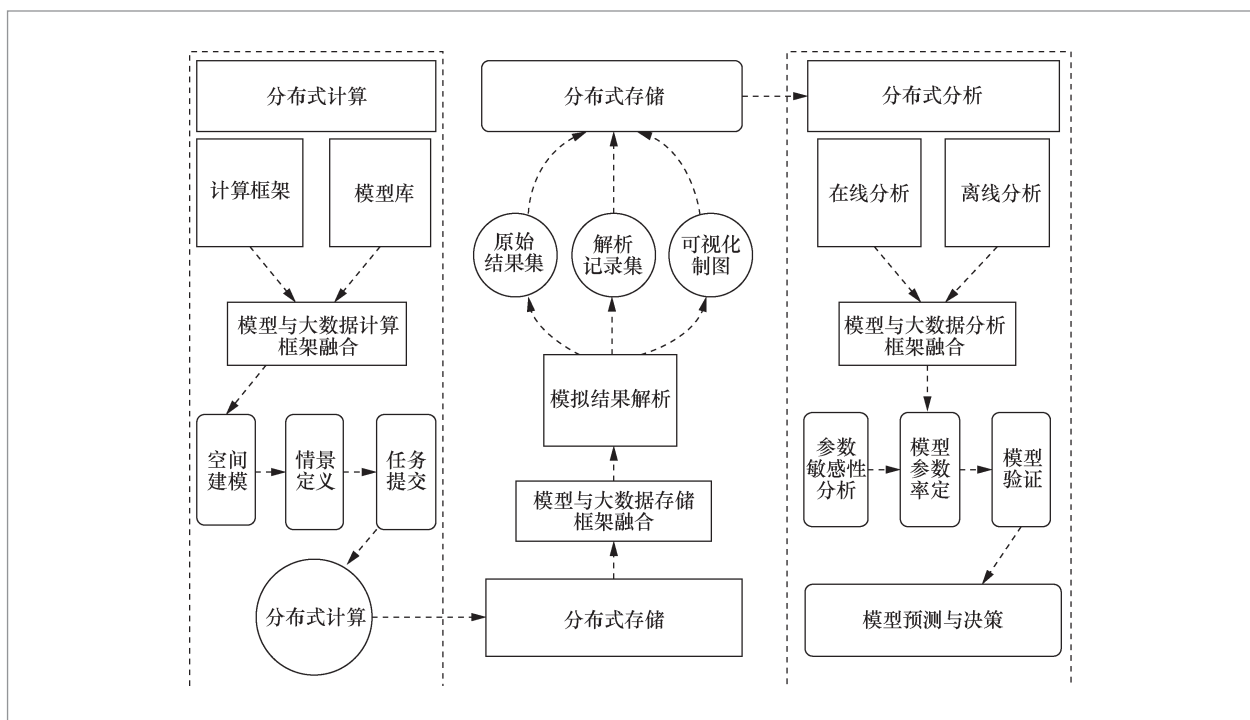 分布式计算
计算框架
模型库
模型与大数据计算
框架融合
空间
建模
情景
定义
任务
提交
分布式计算
分布式存储
原始
结果集
解析
记录集
可视化
制图
模拟结果解析
模型与大数据存储
框架融合
分布式存储
分布式分析
在线分析
离线分析
模型与大数据分析
框架融合
参数
敏感性
分析
模型
参数
率定
模型
验证
模型预测与决策